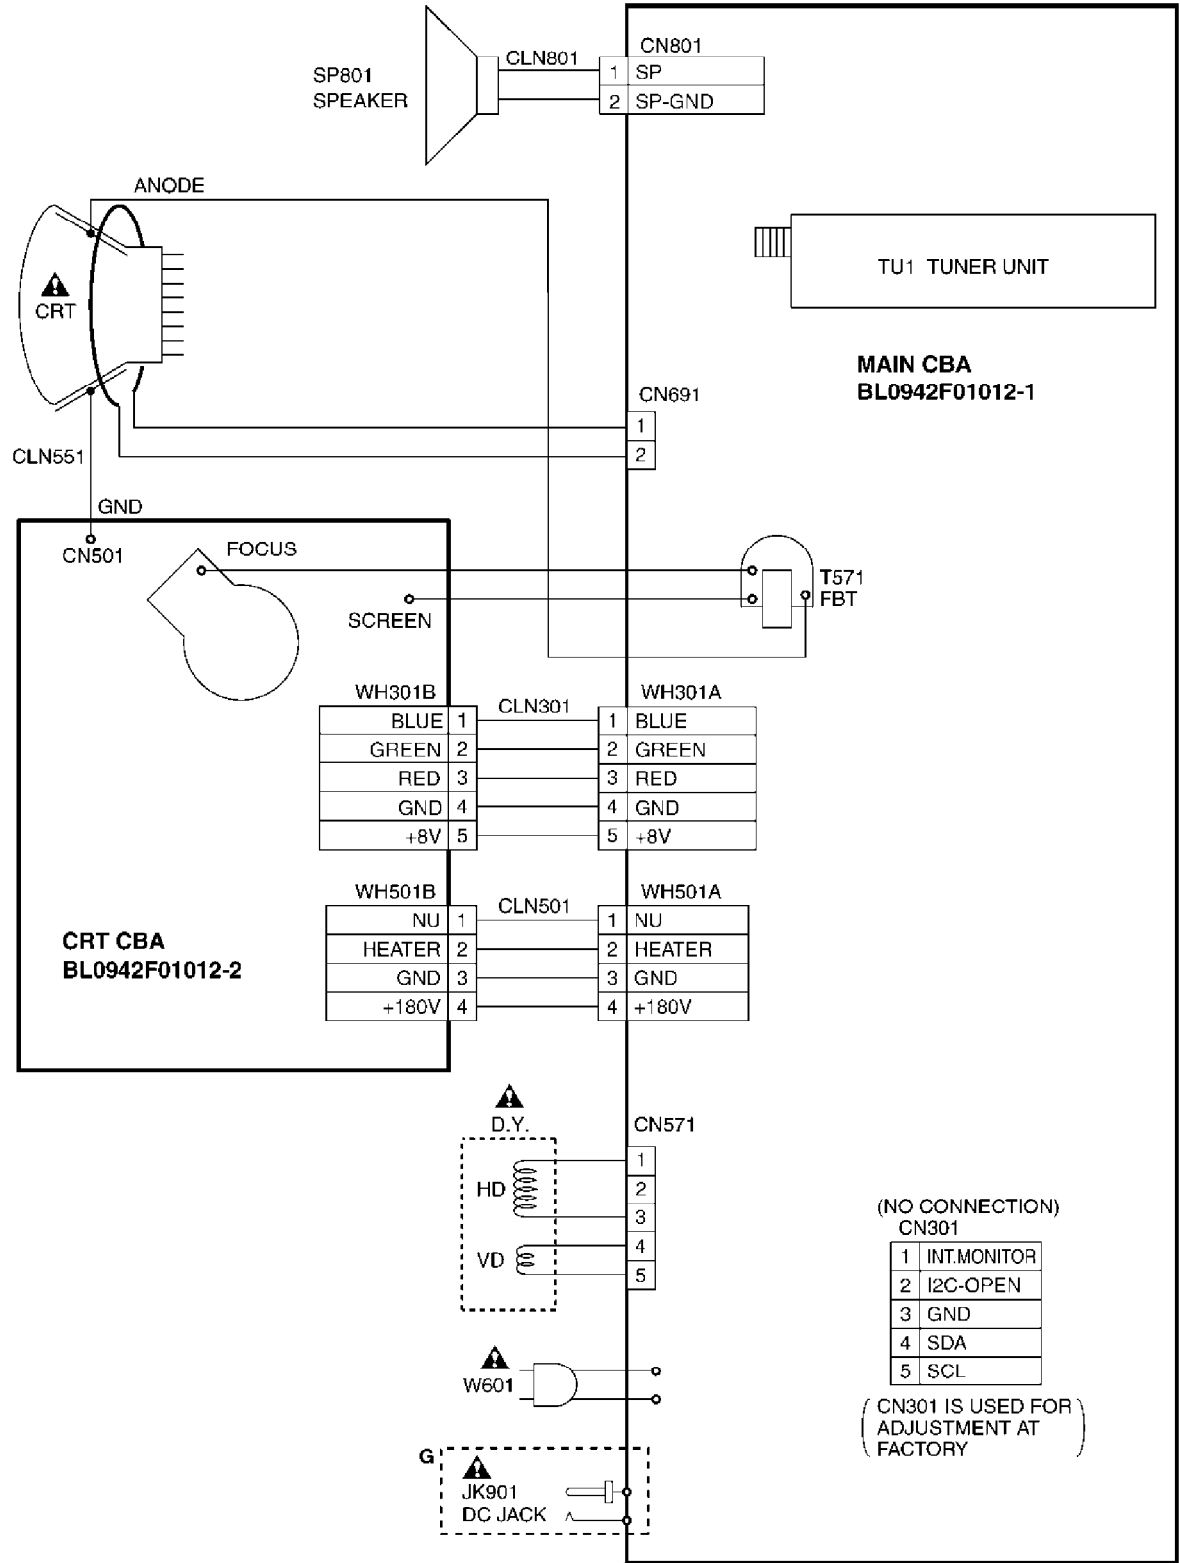 CN801
CLN801
SP801
SPEAKER
1 SP
2 SP-GND
ANODE
TU1 TUNER UNIT
CRT
MAIN CBA
BL0942F01012-1
CN691
1
2
CLN551
GND
CN501
FOCUS
SCREEN
T571
FBT
WH301B
CLN301
WH301A
BLUE 1 1 BLUE
GREEN 2 2 GREEN
RED 3 3 RED
GND 4 4 GND
+8V 5 5 +8V
WH501B
CLN501
WH501A
NU 1 1 NU
HEATER 2 2 HEATER
GND 3 3 GND
+180V 4 4 +180V
CRT CBA
BL0942F01012-2
D.Y.
CN571
HD
VD
1
2
3
4
5
(NO CONNECTION)
CN301
1 INT.MONITOR
2 I2C-OPEN
3 GND
4 SDA
5 SCL
( CN301 IS USED FOR
ADJUSTMENT AT
FACTORY )
W601
G
JK901
DC JACK